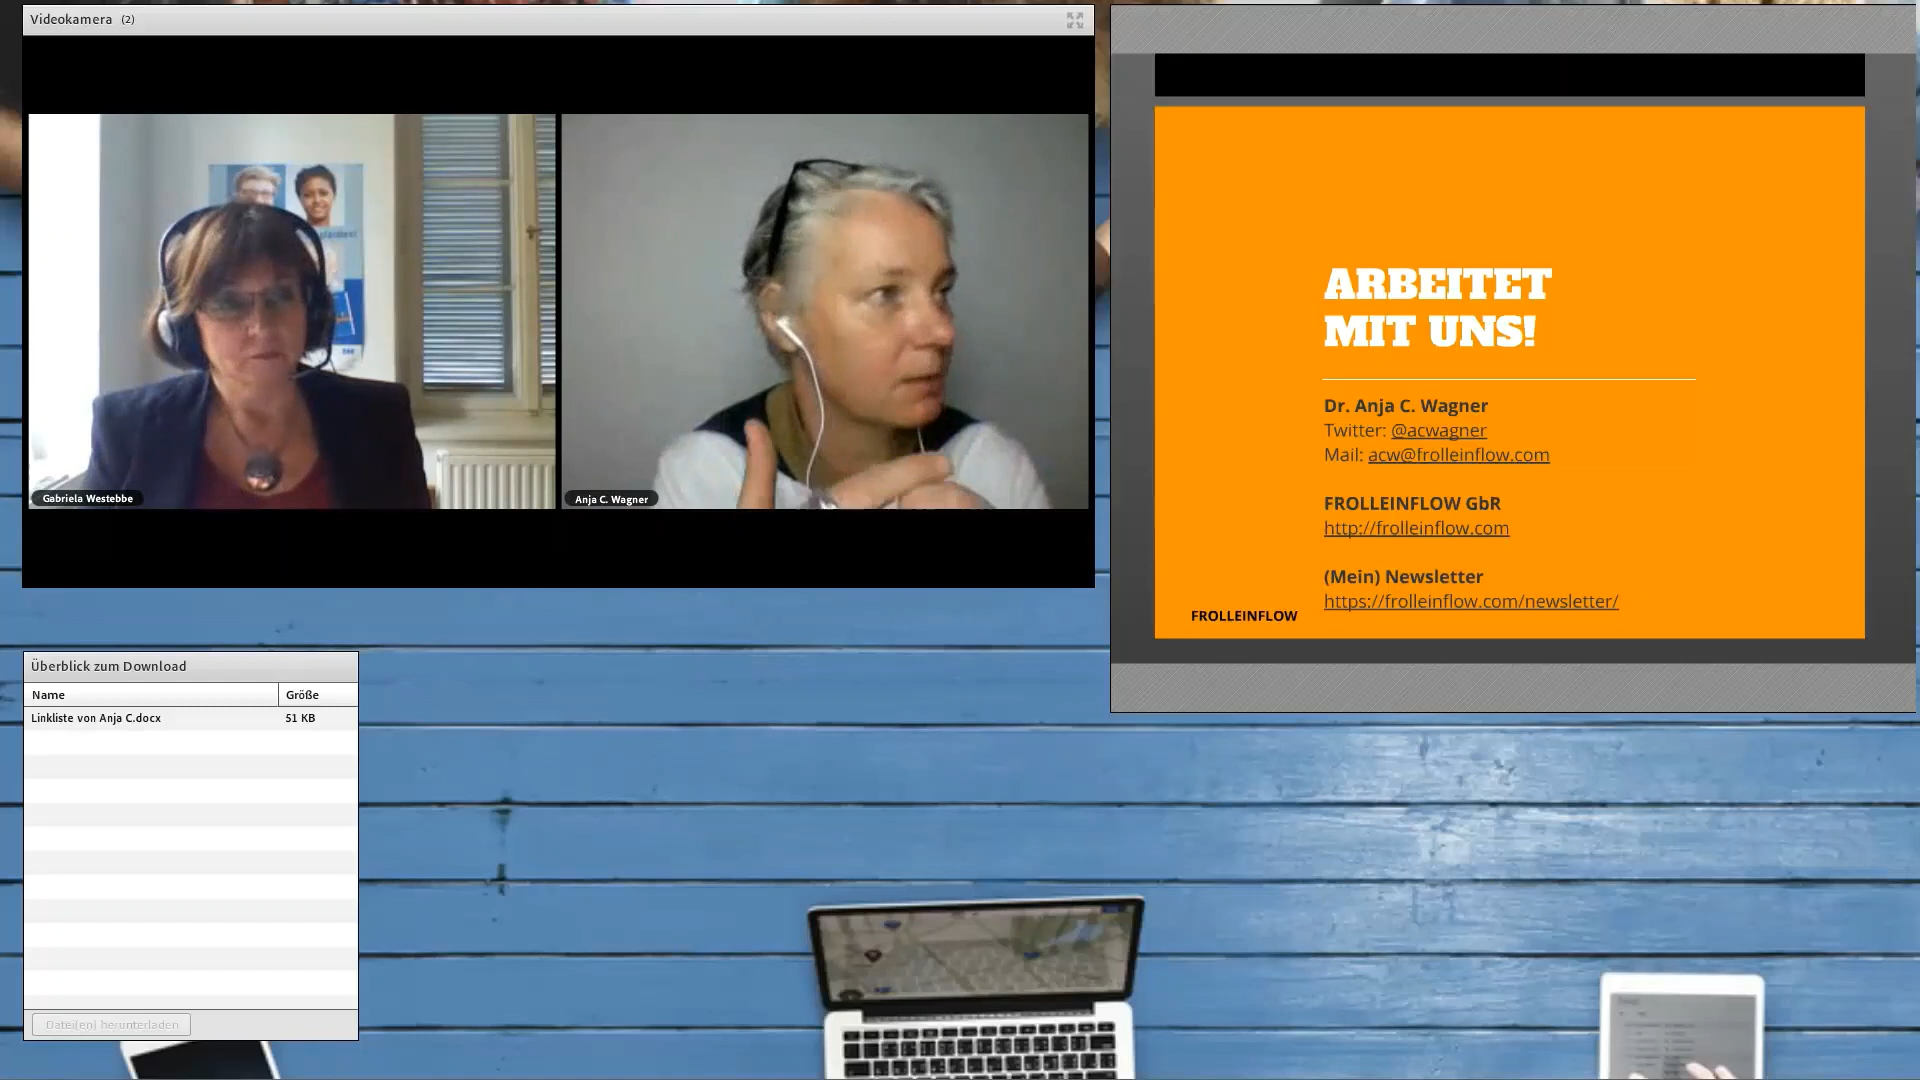 Videokamera (2)
Gabriela Westebbe
Anja C. Wagner
ARBEITET
MIT UNS!
Dr. Anja C. Wagner
Twitter: @acwagner
Mail: acw@frolleinflow.com
FROLLEINFLOW GbR
http://frolleinflow.com
(Mein) Newsletter
https://frolleinflow.com/newsletter/
FROLLEINFLOW
Überblick zum Download
Name Größe
Linkliste von Anja C.docx 51 KB
Datei(en) herunterladen